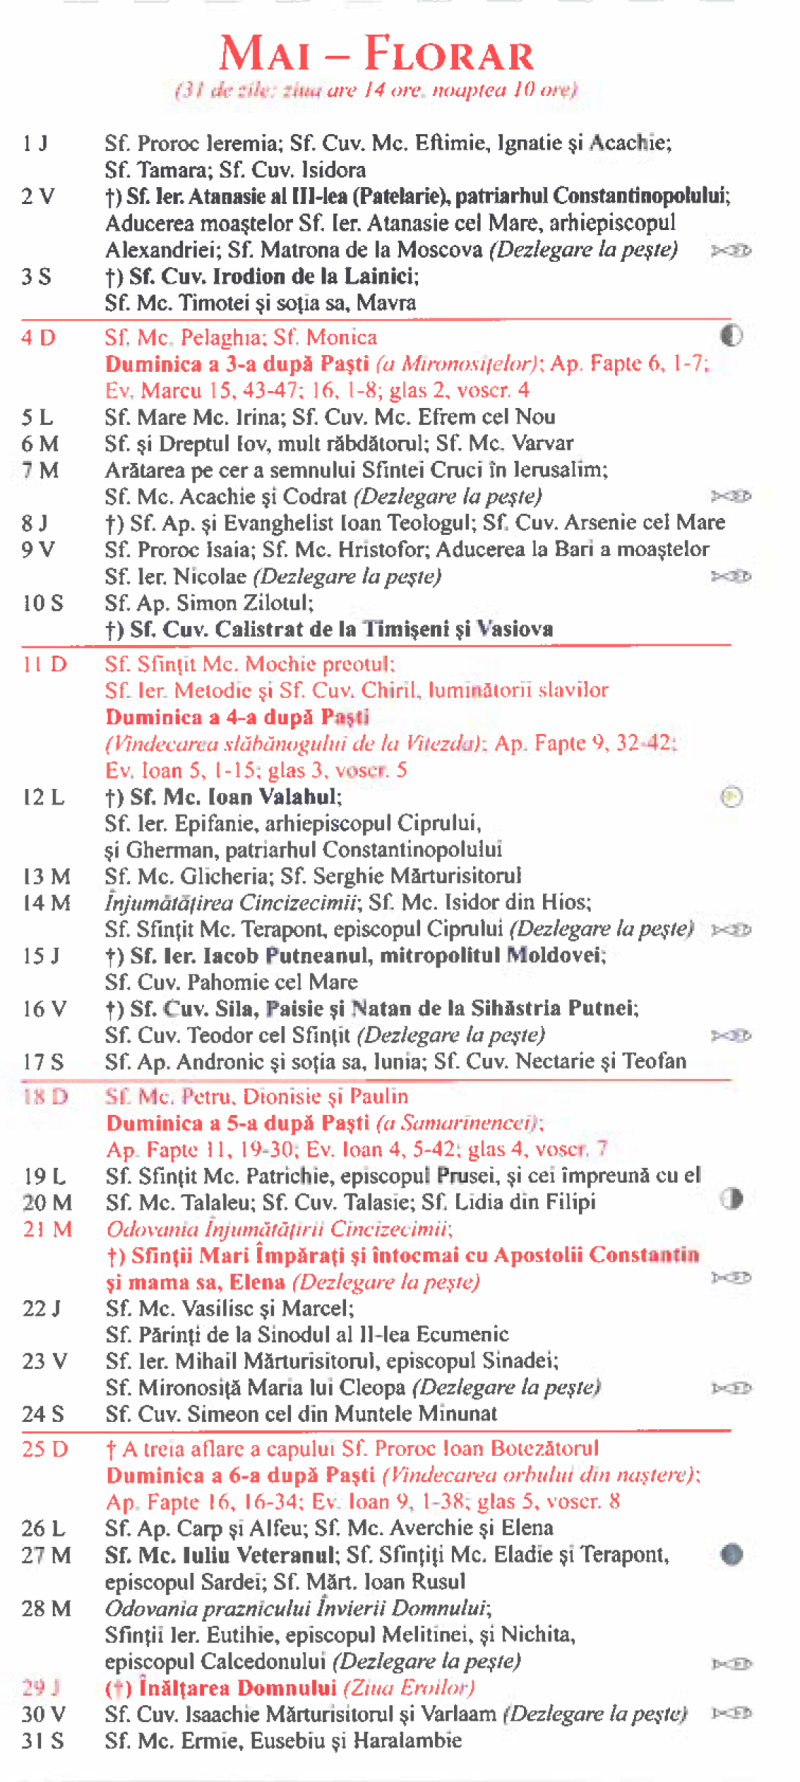 MAI – FLORAR
(31 de zile; ziua are 14 ore, noaptea 10 ore)
1 J Sf. Proroc Ieremia; Sf. Cuv. Mc. Eftimie, Ignatie şi Acachie;
Sf. Tamara; Sf. Cuv. Isidora
2 V †) Sf. Ier. Atanasie al III-lea (Patelarie), patriarhul Constantinopolului;
Aducerea moaştelor Sf. Ier. Atanasie cel Mare, arhiepiscopul
Alexandriei; Sf. Matrona de la Moscova (Dezlegare la peşte)
3 S †) Sf. Cuv. Irodion de la Lainici;
Sf. Mc. Timotei şi soţia sa, Mavra
4 D Sf. Mc. Pelaghia; Sf. Monica
Duminica a 3-a după Paşti (a Mironosiţelor); Ap. Fapte 6, 1-7;
Ev. Marcu 15, 43-47; 16, 1-8; glas 2, voscr. 4
5 L Sf. Mare Mc. Irina; Sf. Cuv. Mc. Efrem cel Nou
6 M Sf. şi Dreptul Iov, mult răbdătorul; Sf. Mc. Varvar
7 M Arătarea pe cer a semnului Sfintei Cruci în Ierusalim;
Sf. Mc. Acachie şi Codrat (Dezlegare la peşte)
8 J †) Sf. Ap. şi Evanghelist Ioan Teologul; Sf. Cuv. Arsenie cel Mare
9 V Sf. Proroc Isaia; Sf. Mc. Hristofor; Aducerea la Bari a moaştelor
Sf. Ier. Nicolae (Dezlegare la peşte)
10 S Sf. Ap. Simon Zilotul;
†) Sf. Cuv. Calistrat de la Timişeni şi Vasiova
11 D Sf. Sfinţit Mc. Mochie preotul;
Sf. Ier. Metodie şi Sf. Cuv. Chiril, luminătorii slavilor
Duminica a 4-a după Paşti
(Vindecarea slăbănogului de la Vitezda); Ap. Fapte 9, 32-42;
Ev. Ioan 5, 1-15; glas 3, voscr. 5
12 L †) Sf. Mc. Ioan Valahul;
Sf. Ier. Epifanie, arhiepiscopul Ciprului,
şi Gherman, patriarhul Constantinopolului
13 M Sf. Mc. Glicheria; Sf. Serghie Mărturisitorul
14 M Înjumătăţirea Cincizecimii; Sf. Mc. Isidor din Hios;
Sf. Sfinţit Mc. Terapont, episcopul Ciprului (Dezlegare la peşte)
15 J †) Sf. Ier. Iacob Putneanul, mitropolitul Moldovei;
Sf. Cuv. Pahomie cel Mare
16 V †) Sf. Cuv. Sila, Paisie şi Natan de la Sihăstria Putnei;
Sf. Cuv. Teodor cel Sfinţit (Dezlegare la peşte)
17 S Sf. Ap. Andronic şi soţia sa, Iunia; Sf. Cuv. Nectarie şi Teofan
18 D Sf. Mc. Petru, Dionisie şi Paulin
Duminica a 5-a după Paşti (a Samarinencei);
Ap. Fapte 11, 19-30; Ev. Ioan 4, 5-42; glas 4, voscr. 7
19 L Sf. Sfinţit Mc. Patrichie, episcopul Prusei, şi cei împreună cu el
20 M Sf. Mc. Talaleu; Sf. Cuv. Talasie; Sf. Lidia din Filipi
21 M Odovania Înjumătăţirii Cincizecimii;
†) Sfinţii Mari Împăraţi şi întocmai cu Apostolii Constantin
şi mama sa, Elena (Dezlegare la peşte)
22 J Sf. Mc. Vasilisc şi Marcel;
Sf. Părinţi de la Sinodul al II-lea Ecumenic
23 V Sf. Ier. Mihail Mărturisitorul, episcopul Sinadei;
Sf. Mironosiţă Maria lui Cleopa (Dezlegare la peşte)
24 S Sf. Cuv. Simeon cel din Muntele Minunat
25 D † A treia aflare a capului Sf. Proroc Ioan Botezătorul
Duminica a 6-a după Paşti (Vindecarea orbului din naştere);
Ap. Fapte 16, 16-34; Ev. Ioan 9, 1-38; glas 5, voscr. 8
26 L Sf. Ap. Carp şi Alfeu; Sf. Mc. Averchie şi Elena
27 M Sf. Mc. Iuliu Veteranul; Sf. Sfinţiţi Mc. Eladie şi Terapont,
episcopul Sardei; Sf. Mărt. Ioan Rusul
28 M Odovania praznicului Învierii Domnului;
Sfinţii Ier. Eutihie, episcopul Melitinei, şi Nichita,
episcopul Calcedonului (Dezlegare la peşte)
29 J (†) Înălţarea Domnului (Ziua Eroilor)
30 V Sf. Cuv. Isaachie Mărturisitorul şi Varlaam (Dezlegare la peşte)
31 S Sf. Mc. Ermie, Eusebiu şi Haralambie